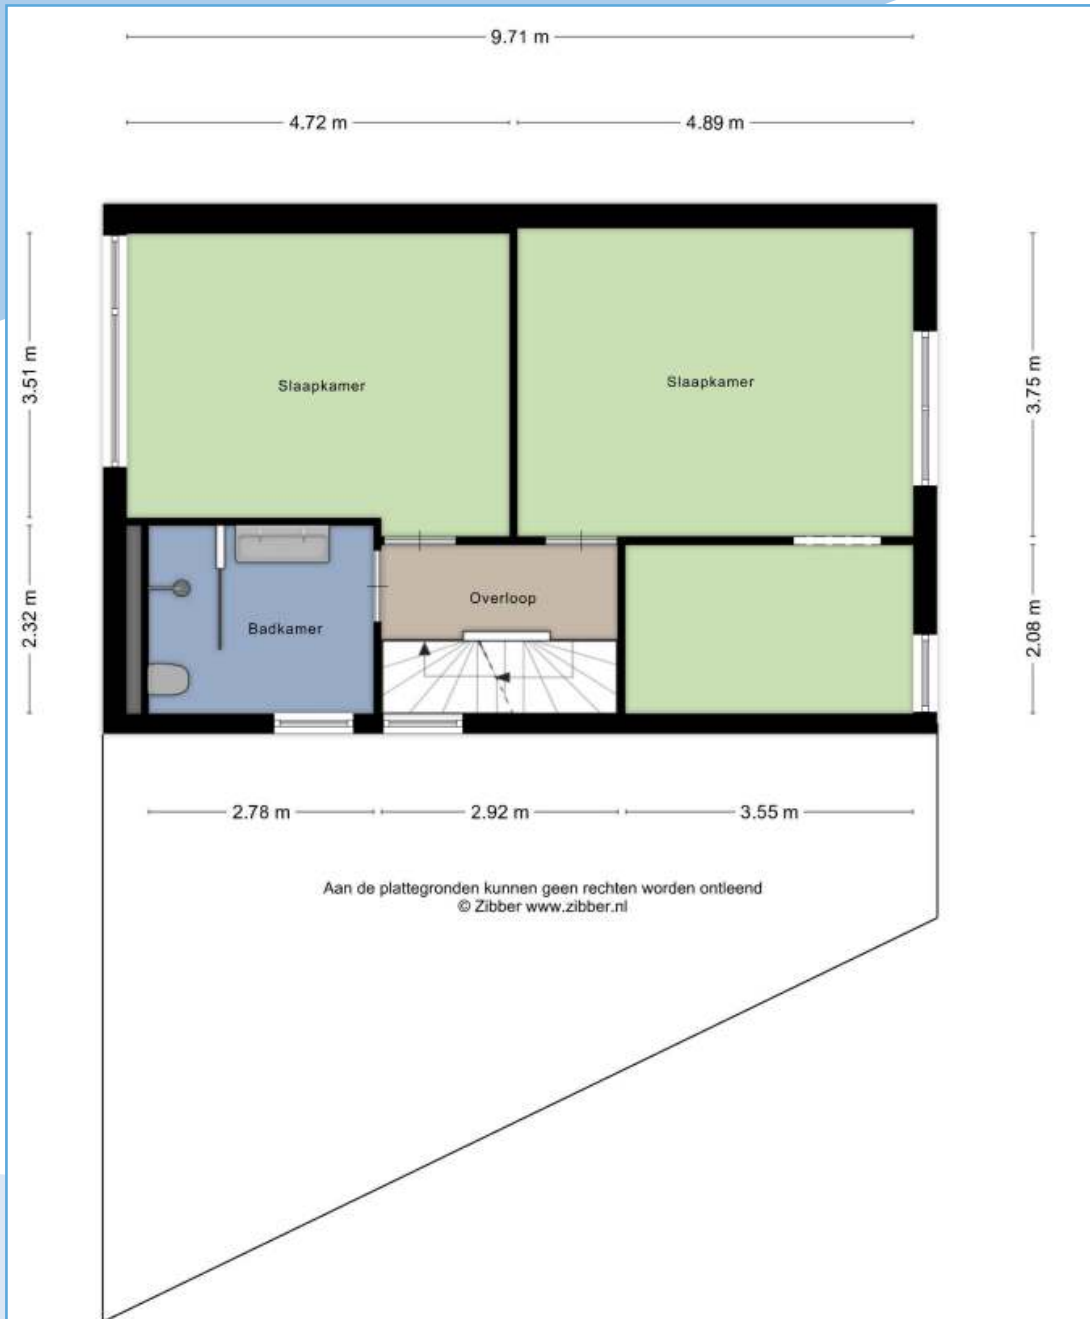 9.71 m
4.72 m
4.89 m
3.51 m
3.75 m
Slaapkamer
Slaapkamer
2.32 m
2.08 m
Overloop
Badkamer
2.78 m
2.92 m
3.55 m
Aan de plattegronden kunnen geen rechten worden ontleend
© Zibber www.zibber.nl